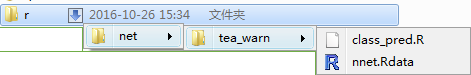 r 2016-10-26 15:34 文件夹
net tea_warn class_pred.R
nnet.Rdata